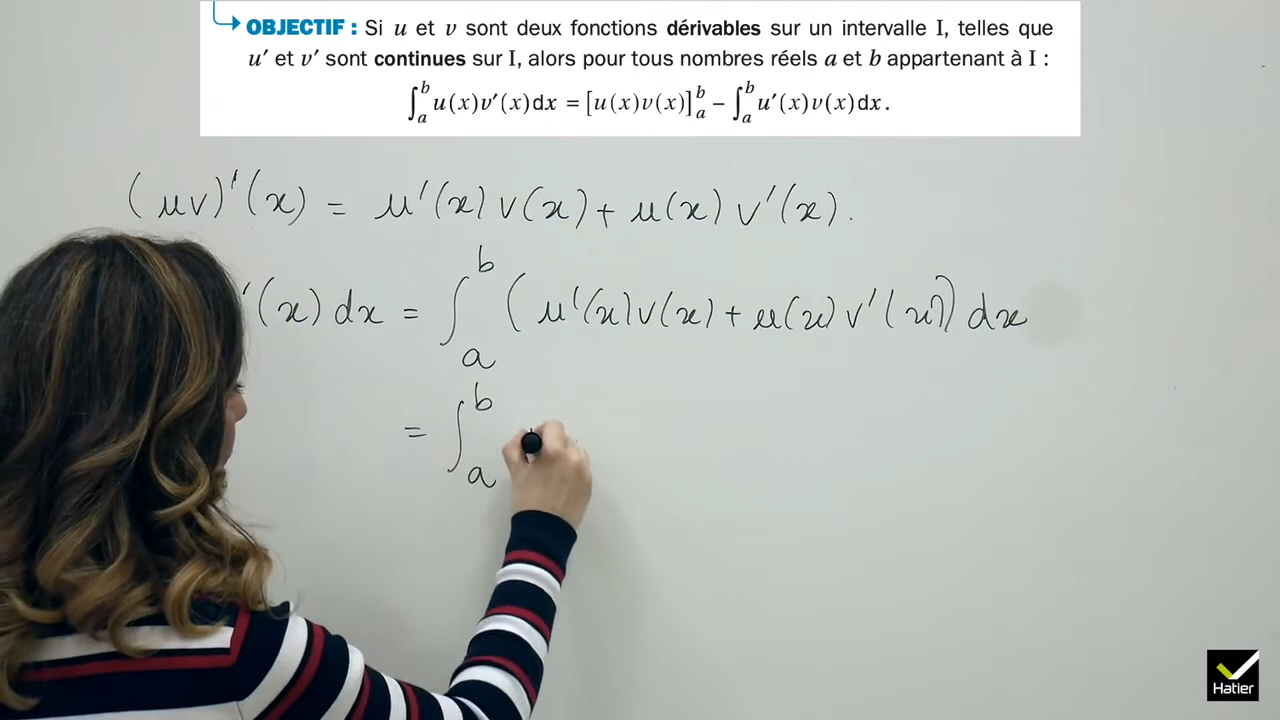 OBJECTIF : Si u et v sont deux fonctions dérivables sur un intervalle I, telles que
u′ et v′ sont continues sur I, alors pour tous nombres réels a et b appartenant à I :
∫_a^b u(x)v′(x)dx = [u(x)v(x)]_a^b − ∫_a^b u′(x)v(x)dx.
(uv)'(x) = u'(x) v(x) + u(x) v'(x).
'(x) dx = ∫_a^b (u'(x)v(x) + u(x) v'(x)) dx
= ∫_a^b
Hatier